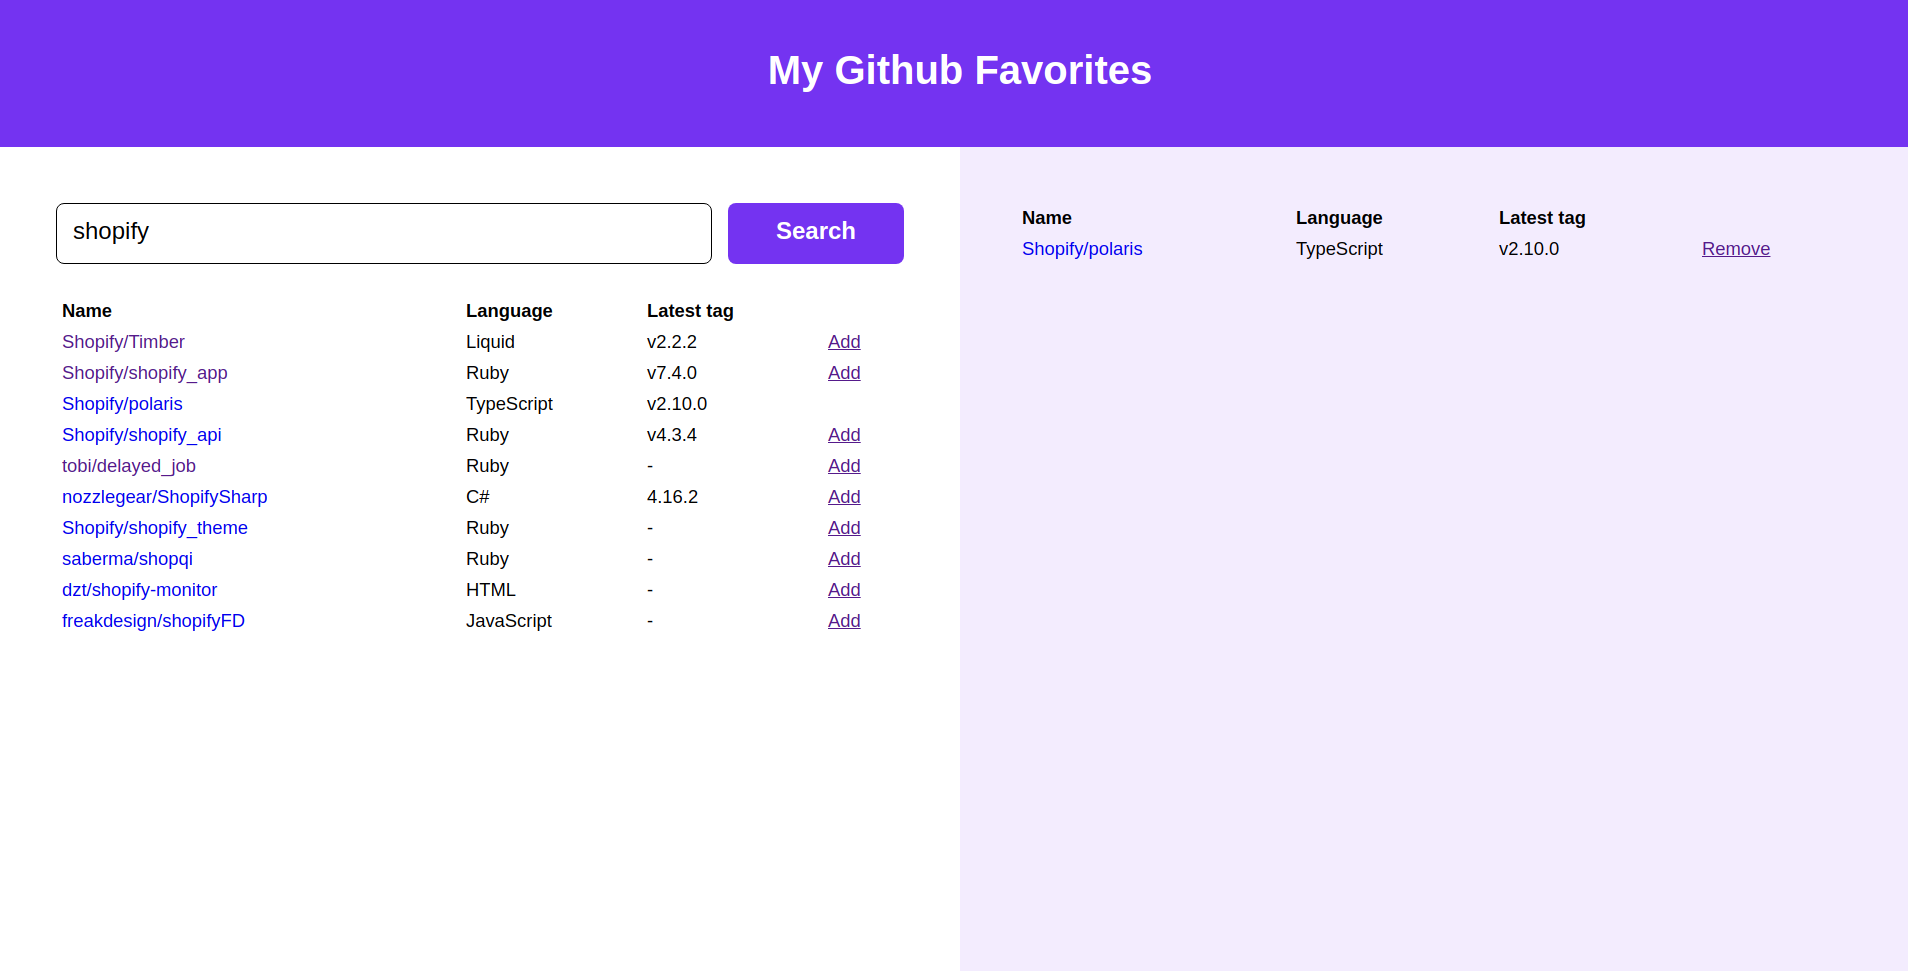 My Github Favorites
shopify
Search
Name Language Latest tag
Shopify/Timber Liquid v2.2.2 Add
Shopify/shopify_app Ruby v7.4.0 Add
Shopify/polaris TypeScript v2.10.0
Shopify/shopify_api Ruby v4.3.4 Add
tobi/delayed_job Ruby - Add
nozzlegear/ShopifySharp C# 4.16.2 Add
Shopify/shopify_theme Ruby - Add
saberma/shopqi Ruby - Add
dzt/shopify-monitor HTML - Add
freakdesign/shopifyFD JavaScript - Add
Name Language Latest tag
Shopify/polaris TypeScript v2.10.0 Remove